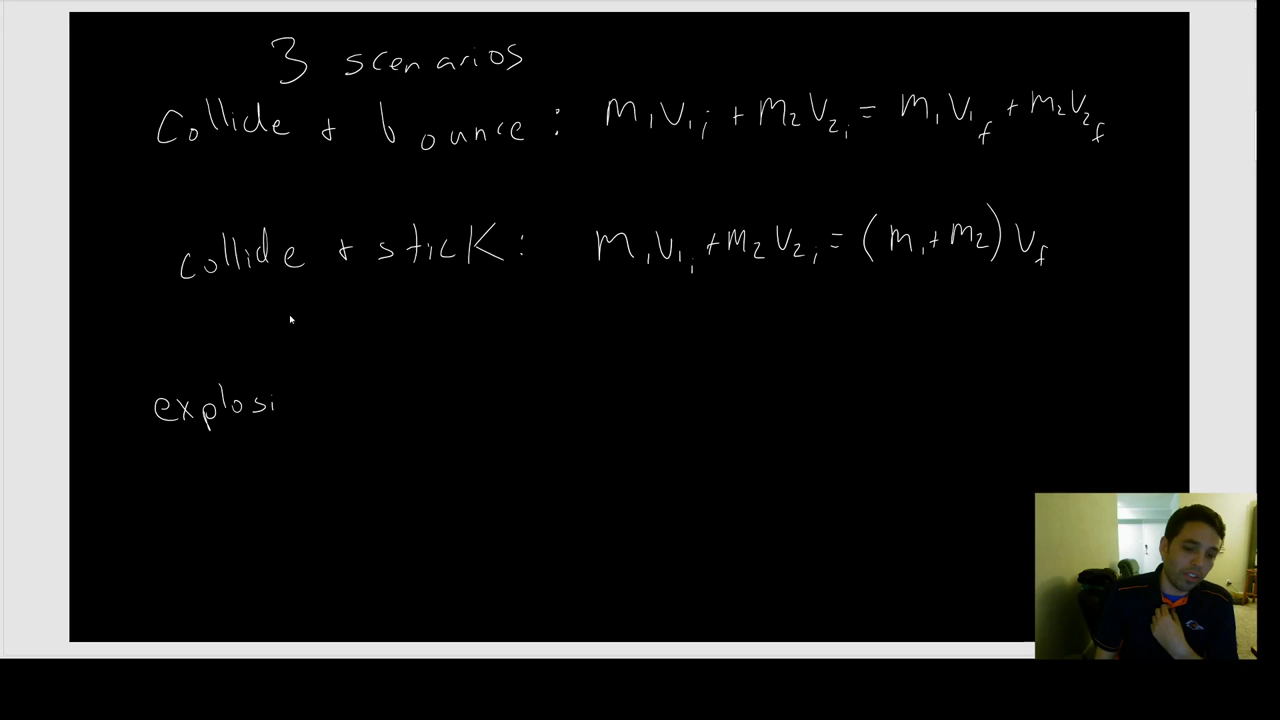 3 scenarios
Collide + bounce: m₁v₁ᵢ + m₂v₂ᵢ = m₁v₁f + m₂v₂f
collide + sticK: m₁v₁ᵢ + m₂v₂ᵢ = (m₁ + m₂) vf
explosi